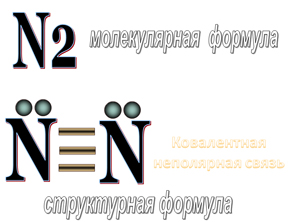 N2 молекулярная формула
N≡N
Ковалентная
неполярная связь
структурная формула